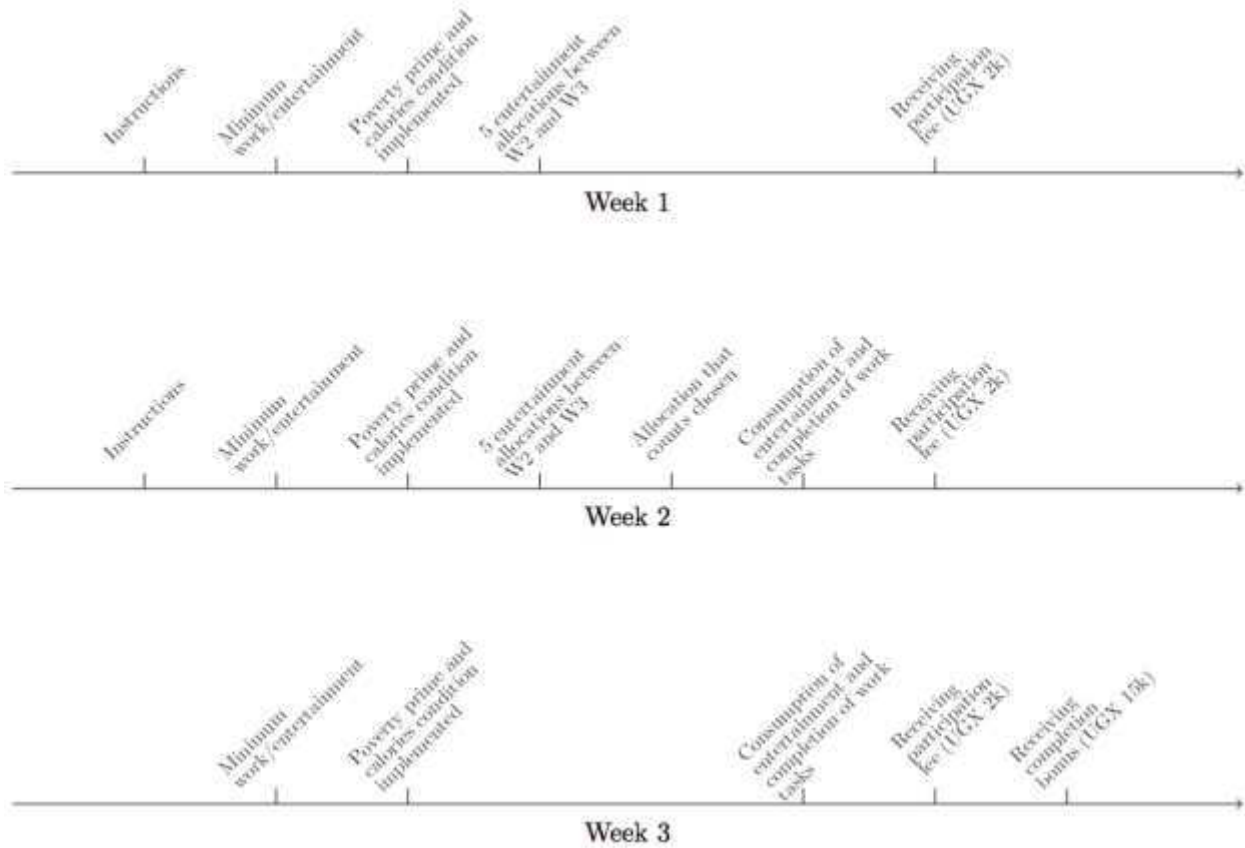 Instructions
Minimum
work/entertainment
Poverty prime and
calories condition
implemented
5 entertainment
allocations between
W2 and W3
Receiving
participation
fee (UGX 2k)
Week 1
Instructions
Minimum
work/entertainment
Poverty prime and
calories condition
implemented
5 entertainment
allocations between
W2 and W3
Allocation that
counts chosen
Consumption of
entertainment and
completion of work
tasks
Receiving
participation
fee (UGX 2k)
Week 2
Minimum
work/entertainment
Poverty prime and
calories condition
implemented
Consumption of
entertainment and
completion of work
tasks
Receiving
participation
fee (UGX 2k)
Receiving
completion
bonus (UGX 15k)
Week 3